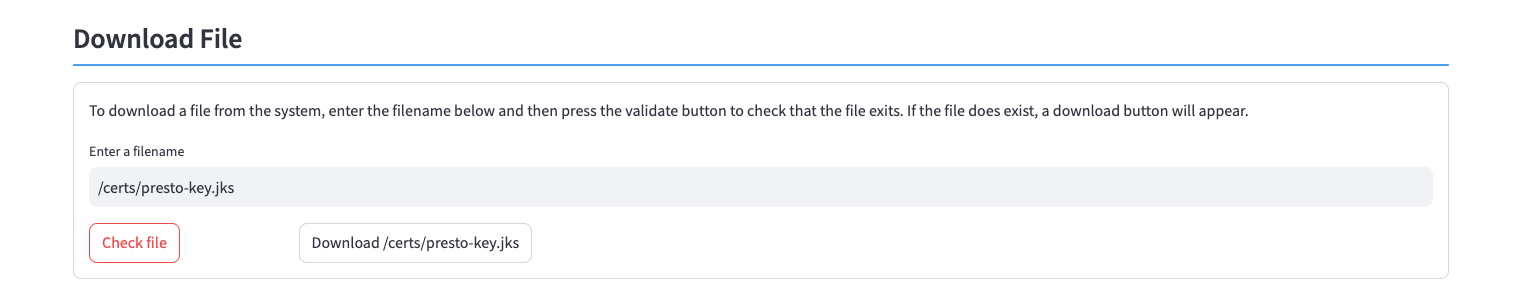 Download File
To download a file from the system, enter the filename below and then press the validate button to check that the file exits. If the file does exist, a download button will appear.
Enter a filename
/certs/presto-key.jks
Check file
Download /certs/presto-key.jks